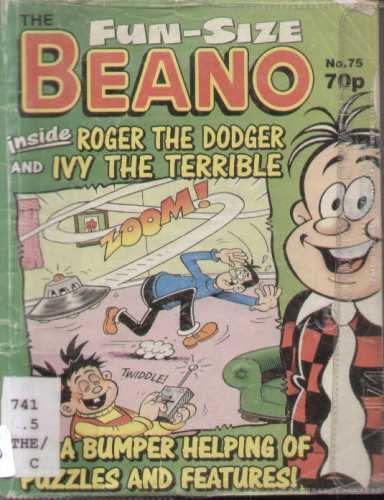 THE
FUN-SIZE
BEANO
No.75
70p
inside ROGER THE DODGER
AND IVY THE TERRIBLE
ZOOM!
TWIDDLE!
741
.5
THE/
C
A BUMPER HELPING OF
PUZZLES AND FEATURES!